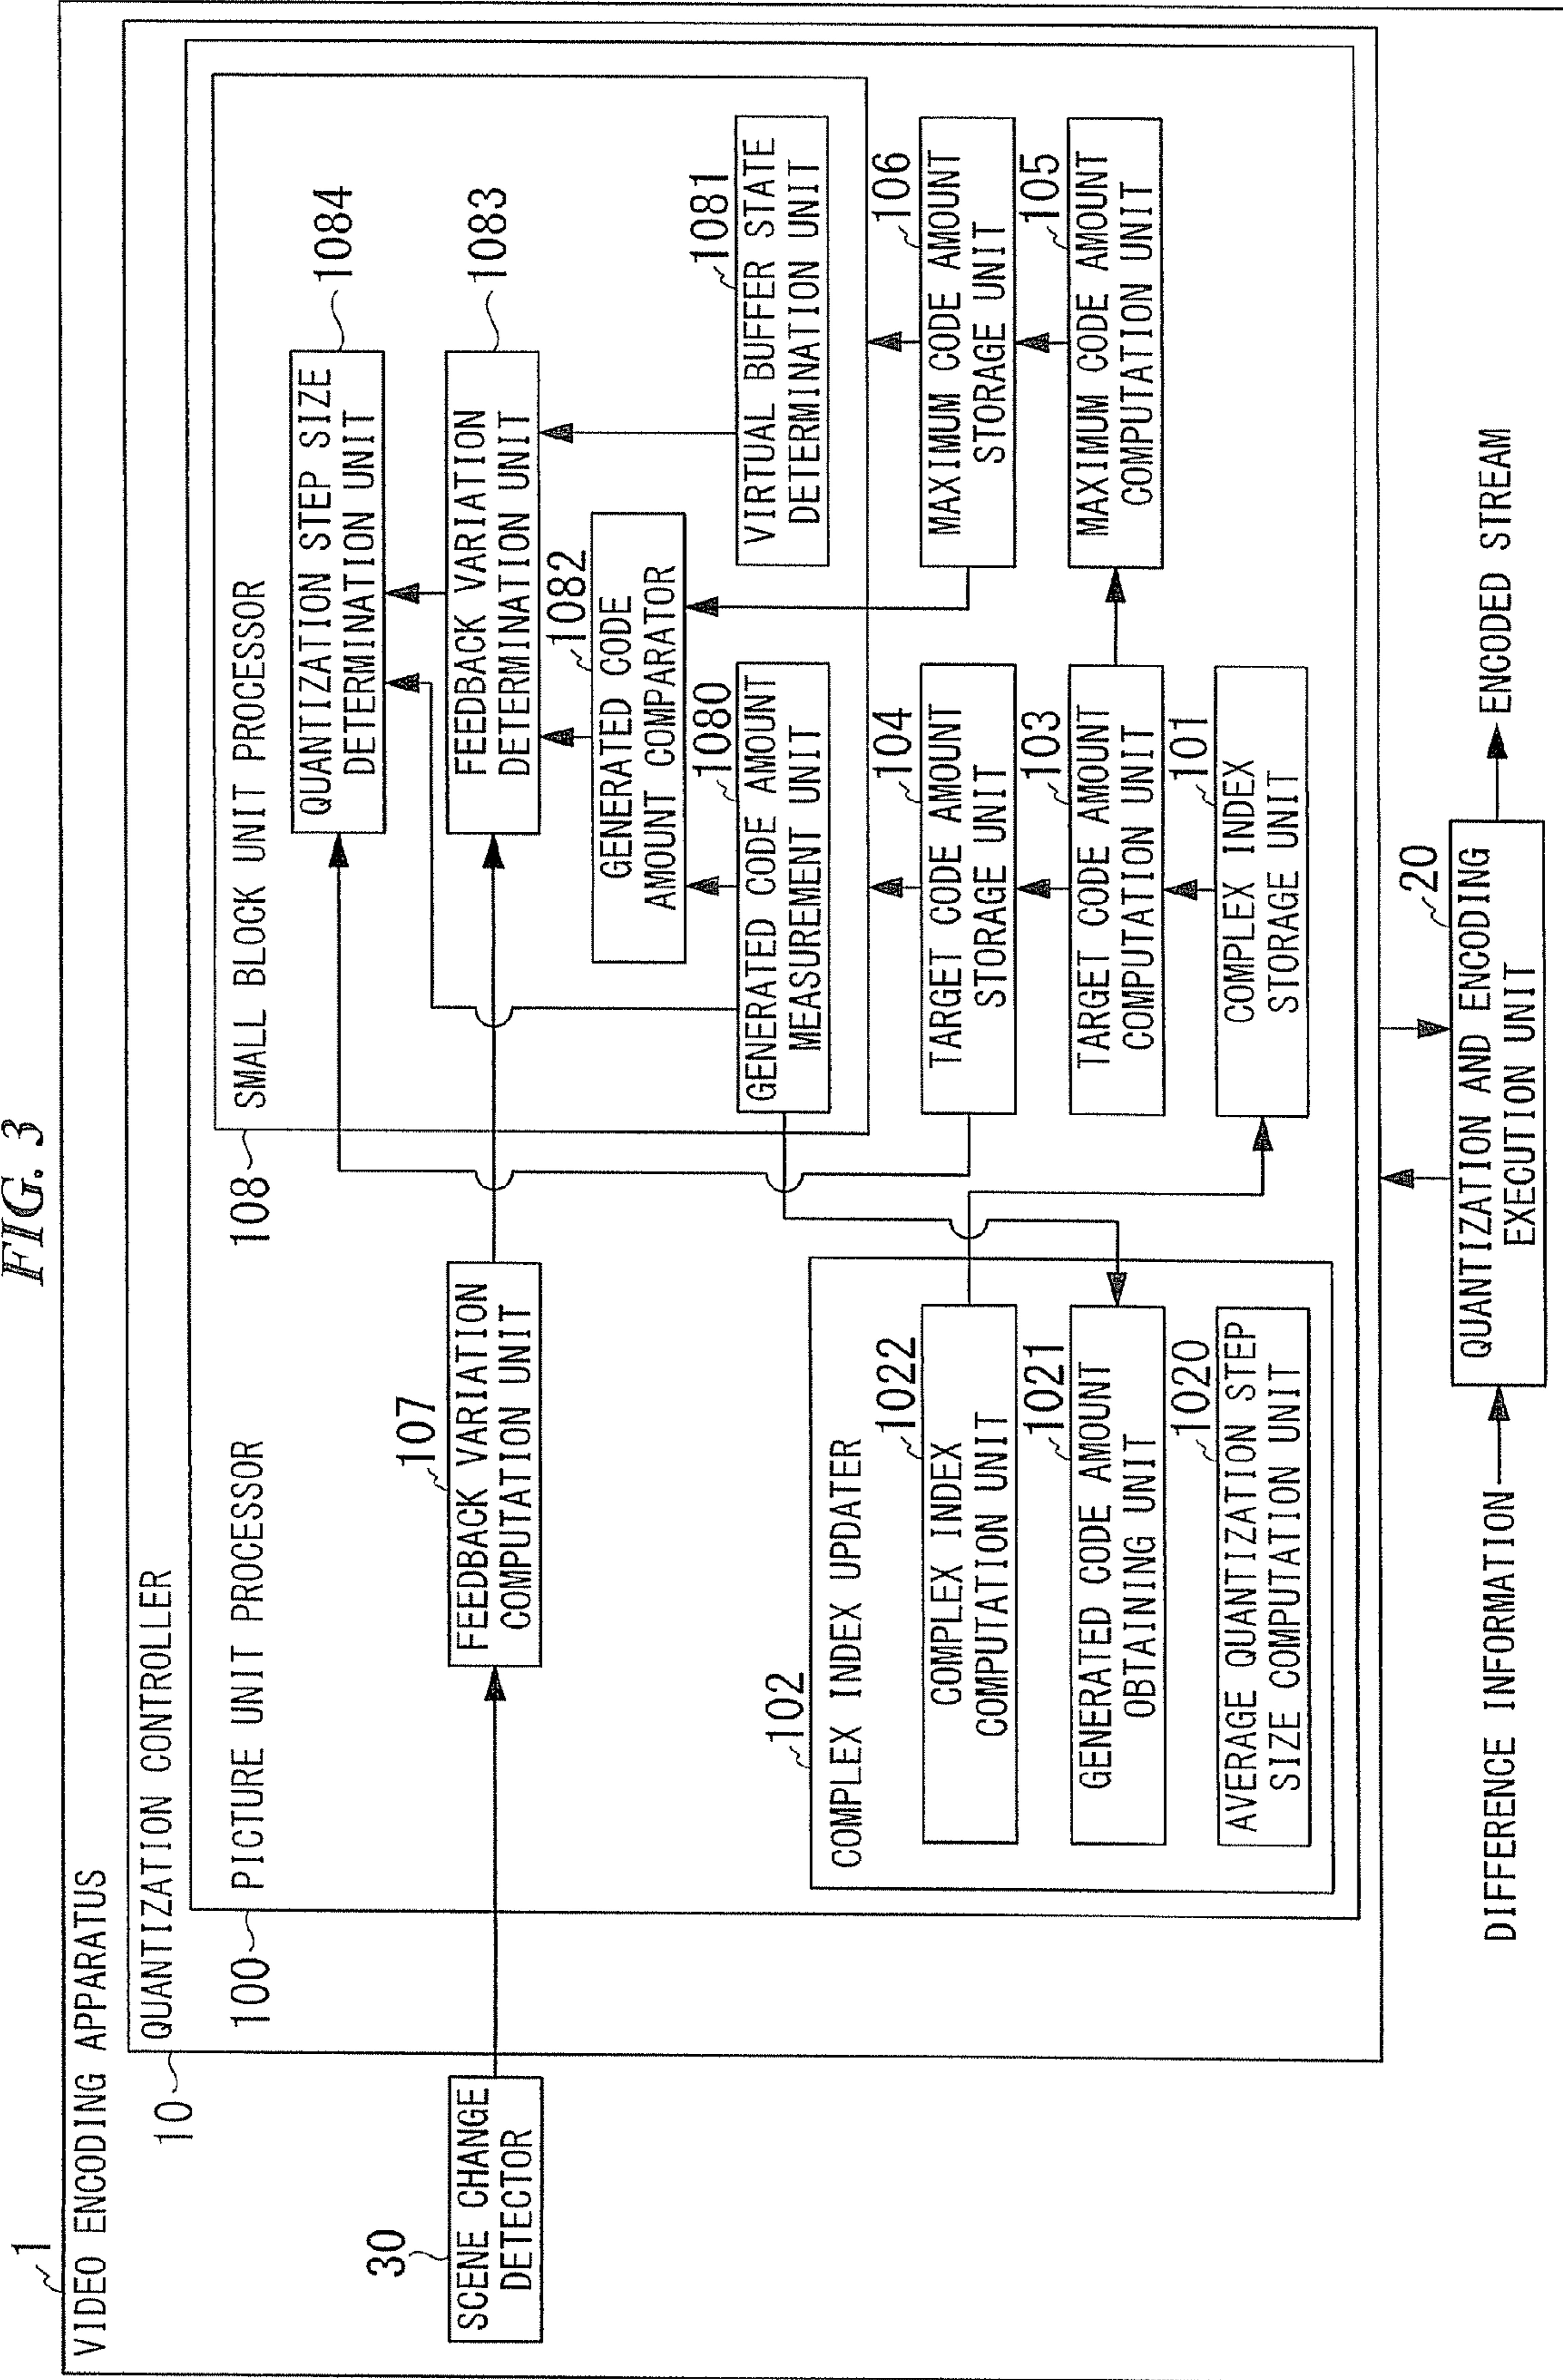 FIG. 3
1
VIDEO ENCODING APPARATUS
30
SCENE CHANGE
DETECTOR
10
QUANTIZATION CONTROLLER
100
PICTURE UNIT PROCESSOR
107
FEEDBACK VARIATION
COMPUTATION UNIT
108
SMALL BLOCK UNIT PROCESSOR
QUANTIZATION STEP SIZE
DETERMINATION UNIT
1084
FEEDBACK VARIATION
DETERMINATION UNIT
1083
1082
GENERATED CODE
AMOUNT COMPARATOR
1080
GENERATED CODE AMOUNT
MEASUREMENT UNIT
1081
VIRTUAL BUFFER STATE
DETERMINATION UNIT
102
COMPLEX INDEX UPDATER
1022
COMPLEX INDEX
COMPUTATION UNIT
1021
GENERATED CODE AMOUNT
OBTAINING UNIT
1020
AVERAGE QUANTIZATION STEP
SIZE COMPUTATION UNIT
104
TARGET CODE AMOUNT
STORAGE UNIT
103
TARGET CODE AMOUNT
COMPUTATION UNIT
101
COMPLEX INDEX
STORAGE UNIT
106
MAXIMUM CODE AMOUNT
STORAGE UNIT
105
MAXIMUM CODE AMOUNT
COMPUTATION UNIT
DIFFERENCE INFORMATION
20
QUANTIZATION AND ENCODING
EXECUTION UNIT
ENCODED STREAM